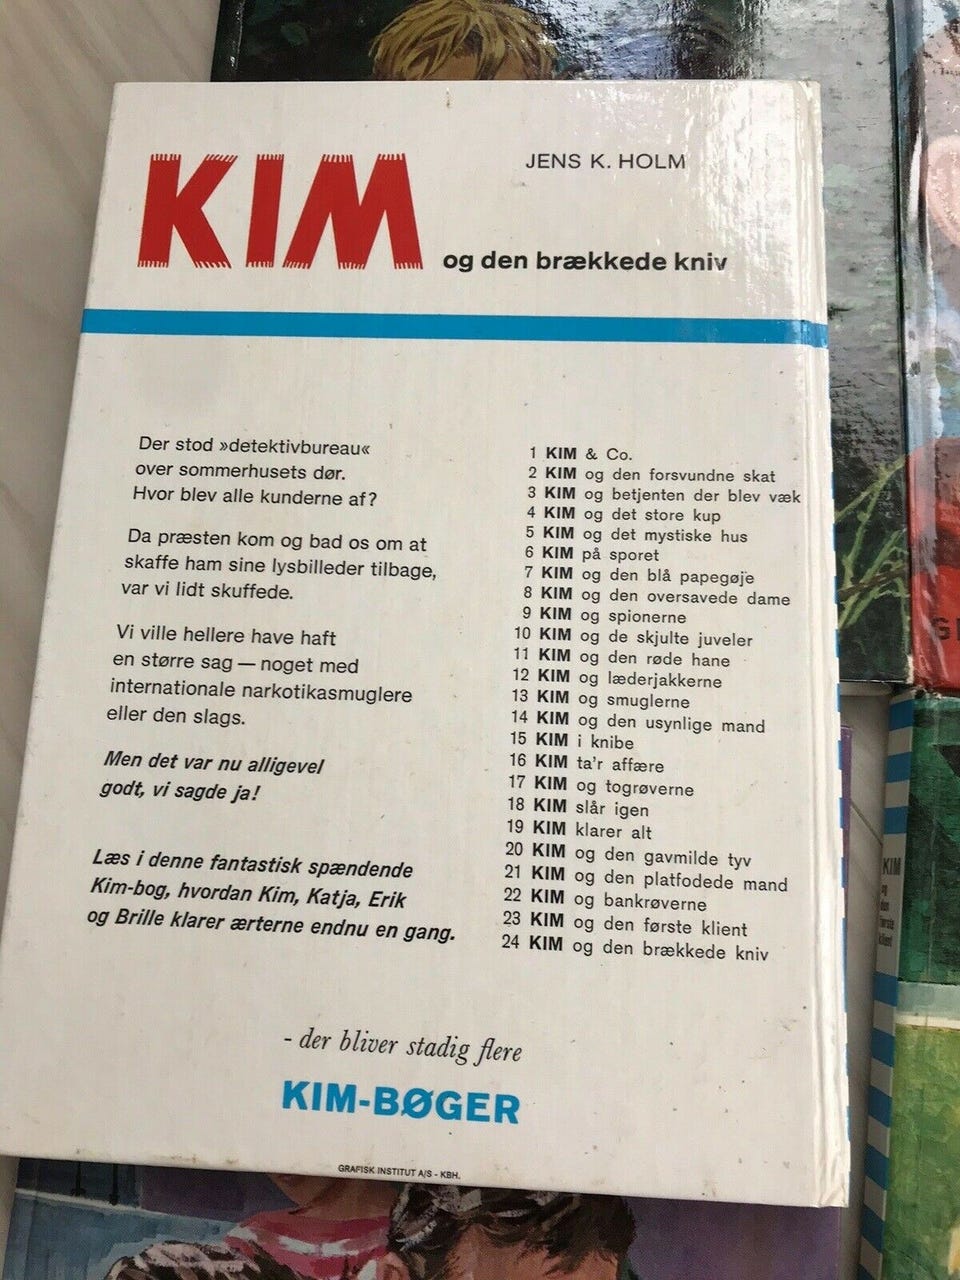 KIM
JENS K. HOLM
og den brækkede kniv
Der stod »detektivbureau«
over sommerhusets dør.
Hvor blev alle kunderne af?
Da præsten kom og bad os om at
skaffe ham sine lysbilleder tilbage,
var vi lidt skuffede.
Vi ville hellere have haft
en større sag — noget med
internationale narkotikasmuglere
eller den slags.
Men det var nu alligevel
godt, vi sagde ja!
Læs i denne fantastisk spændende
Kim-bog, hvordan Kim, Katja, Erik
og Brille klarer ærterne endnu en gang.
1 KIM & Co.
2 KIM og den forsvundne skat
3 KIM og betjenten der blev væk
4 KIM og det store kup
5 KIM og det mystiske hus
6 KIM på sporet
7 KIM og den blå papegøje
8 KIM og den oversavede dame
9 KIM og spionerne
10 KIM og de skjulte juveler
11 KIM og den røde hane
12 KIM og læderjakkerne
13 KIM og smuglerne
14 KIM og den usynlige mand
15 KIM i knibe
16 KIM ta'r affære
17 KIM og togrøverne
18 KIM slår igen
19 KIM klarer alt
20 KIM og den gavmilde tyv
21 KIM og den platfodede mand
22 KIM og bankrøverne
23 KIM og den første klient
24 KIM og den brækkede kniv
- der bliver stadig flere
KIM-BØGER
GRAFISK INSTITUT A/S - KBH.
KIM
og
den
første
klient